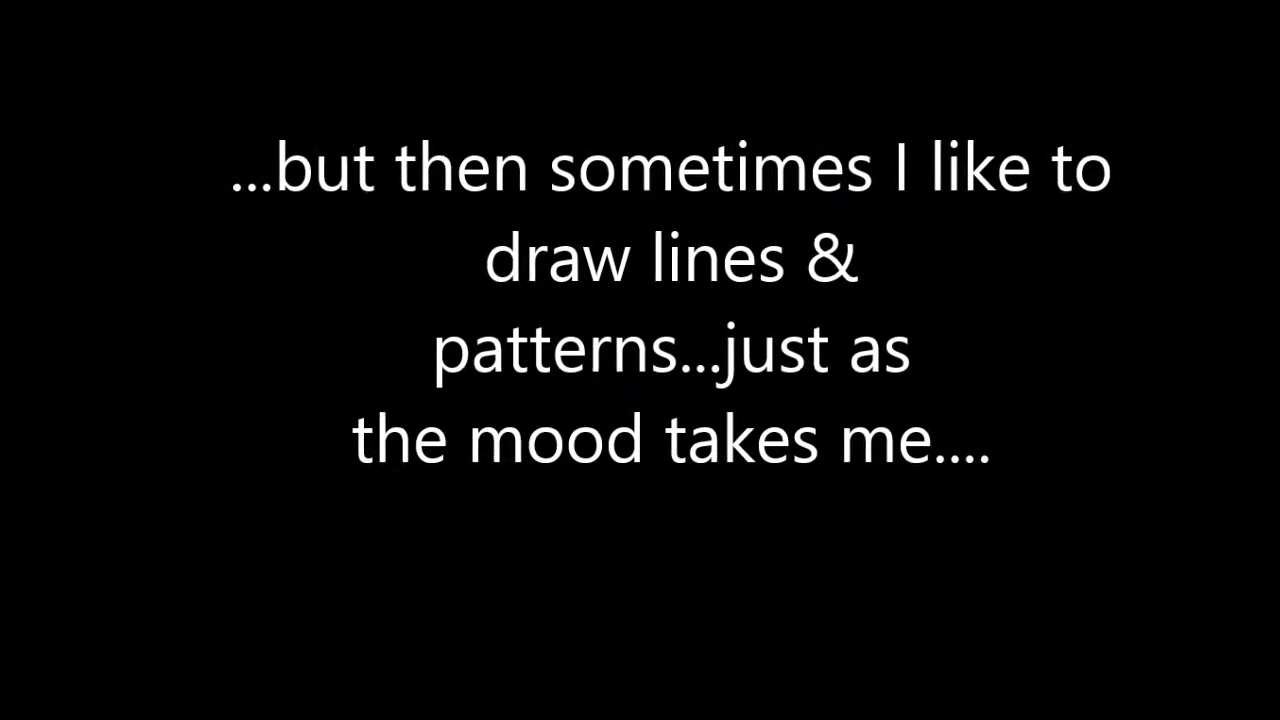 ...but then sometimes I like to
draw lines &
patterns...just as
the mood takes me....